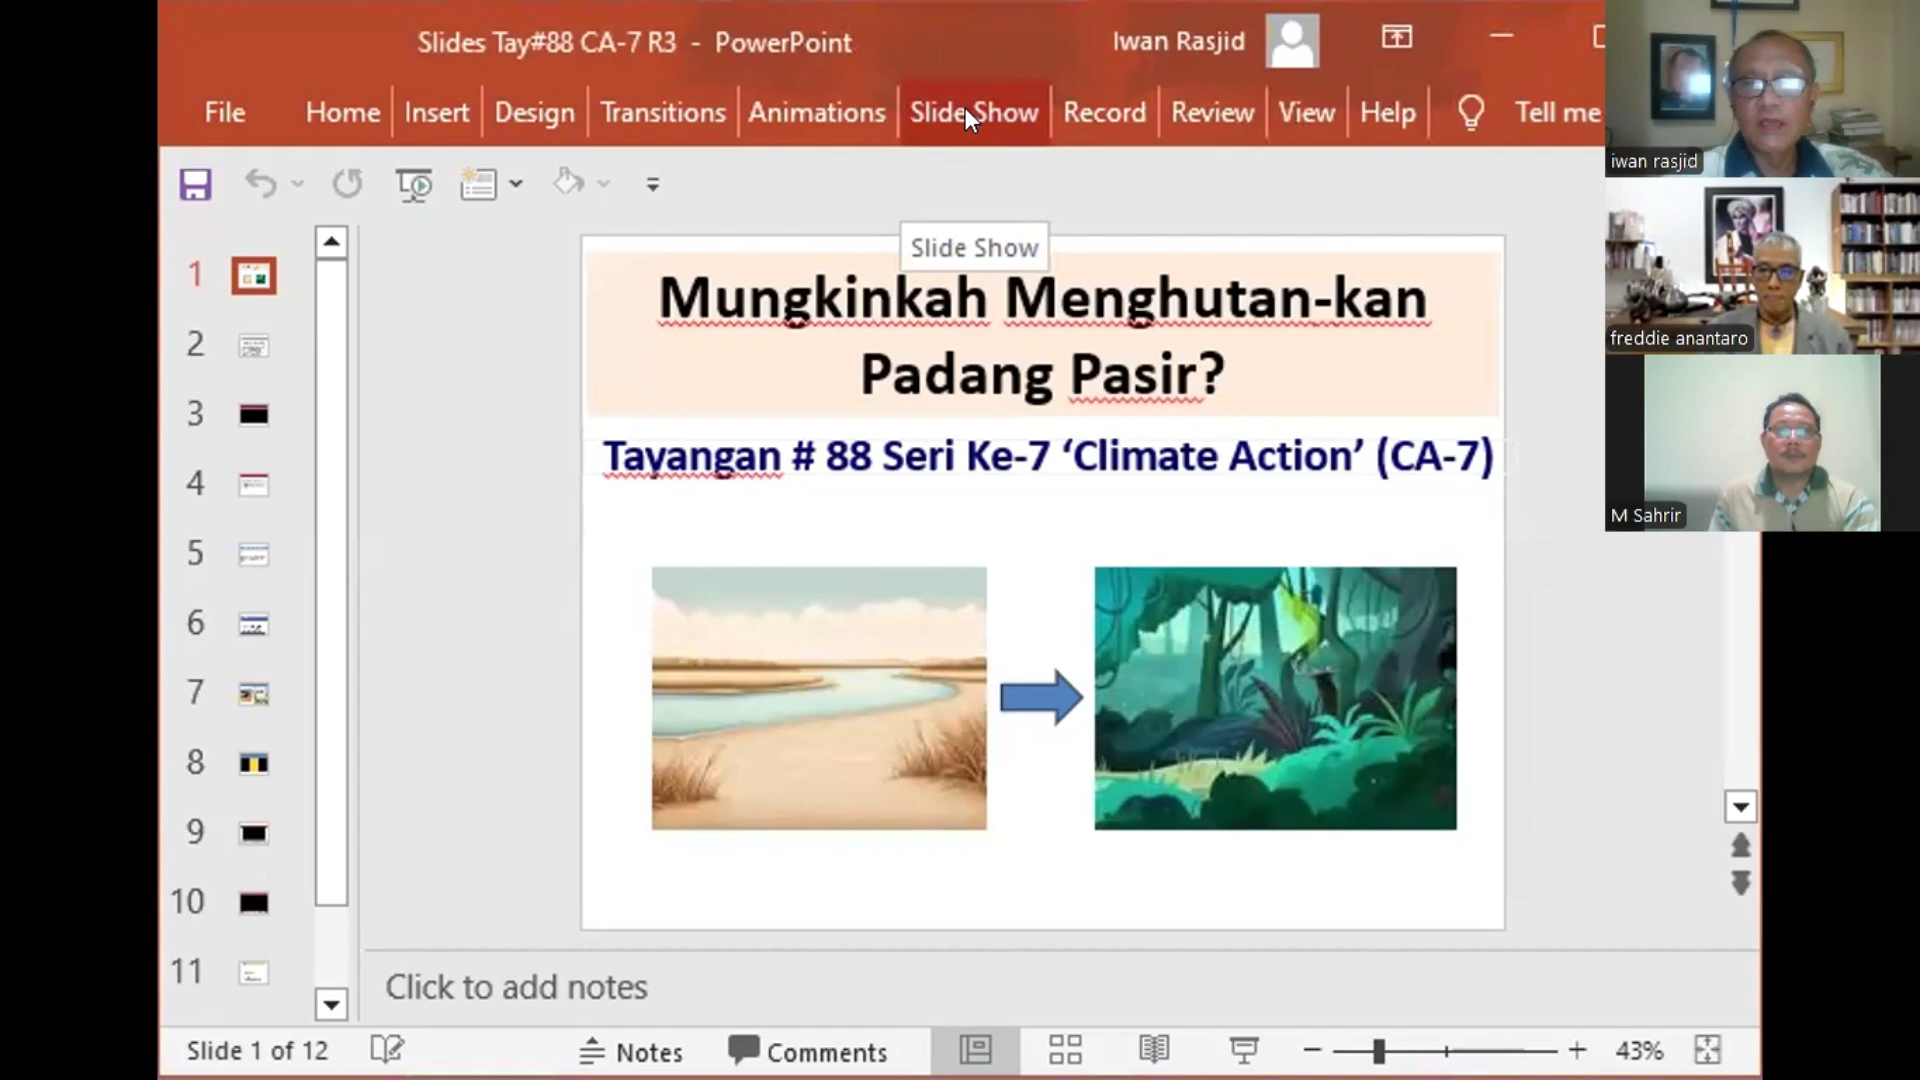 Slides Tay#88 CA-7 R3 - PowerPoint
Iwan Rasjid
File Home Insert Design Transitions Animations Slide Show Record Review View Help Tell me
Slide Show
1
2
3
4
5
6
7
8
9
10
11
Mungkinkah Menghutan-kan
Padang Pasir?
Tayangan # 88 Seri Ke-7 ‘Climate Action’ (CA-7)
Click to add notes
Slide 1 of 12 Notes Comments 43%
iwan rasjid
freddie anantaro
M Sahrir